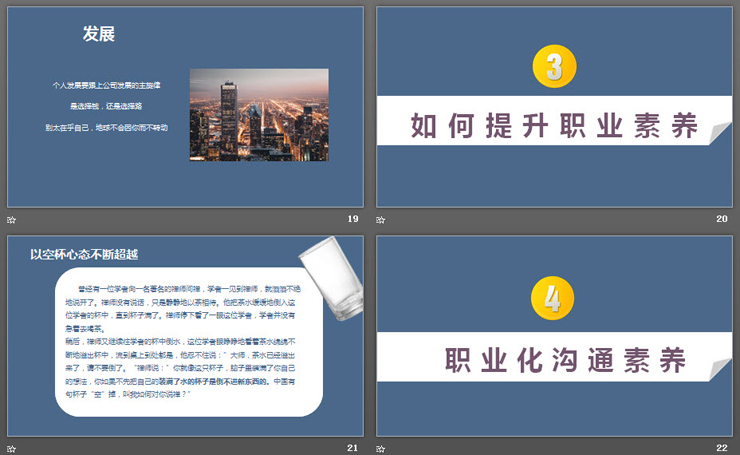 发展
个人发展要跟上公司发展的主旋律
是选择钱，还是选择路
别太在乎自己，地球不会因你而不转动
19
3
如何提升职业素养
20
以空杯心态不断超越
曾经有一位学者向一名著名的禅师问禅，学者一见到禅师，就滔滔不绝
地说开了。禅师没有说话，只是静静地以茶相待。他把茶水缓缓地倒入这
位学者的杯中，直到杯子满了。禅师停下看了一眼这位学者，学者并没有
急着去喝茶。
稍后，禅师又继续往学者的杯中倒水，这位学者眼睁睁地看着茶水绵绵不
断地溢出杯中，流到桌上到处都是，他忍不住说："大师，茶水已经溢出
来了，请不要倒了。"禅师说："你就像这只杯子，脑子里装满了你自己
的想法，你如果不先把自己的装满了水的杯子是倒不进新东西的。中国有
句杯子"空"掉，叫我如何对你说禅？"
21
4
职业化沟通素养
22